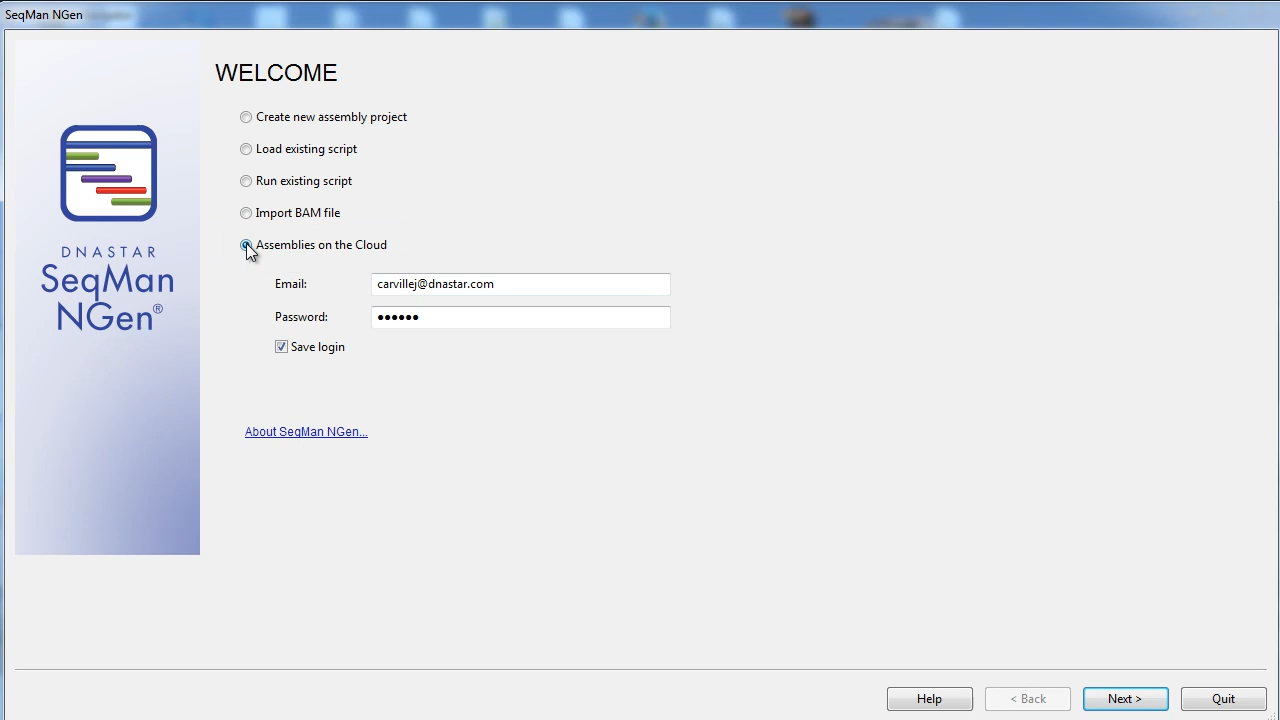 SeqMan NGen
WELCOME
Create new assembly project
Load existing script
Run existing script
Import BAM file
Assemblies on the Cloud
Email: carvillej@dnastar.com
Password: ●●●●●●
Save login
About SeqMan NGen...
DNASTAR
SeqMan
NGen®
Help
< Back
Next >
Quit